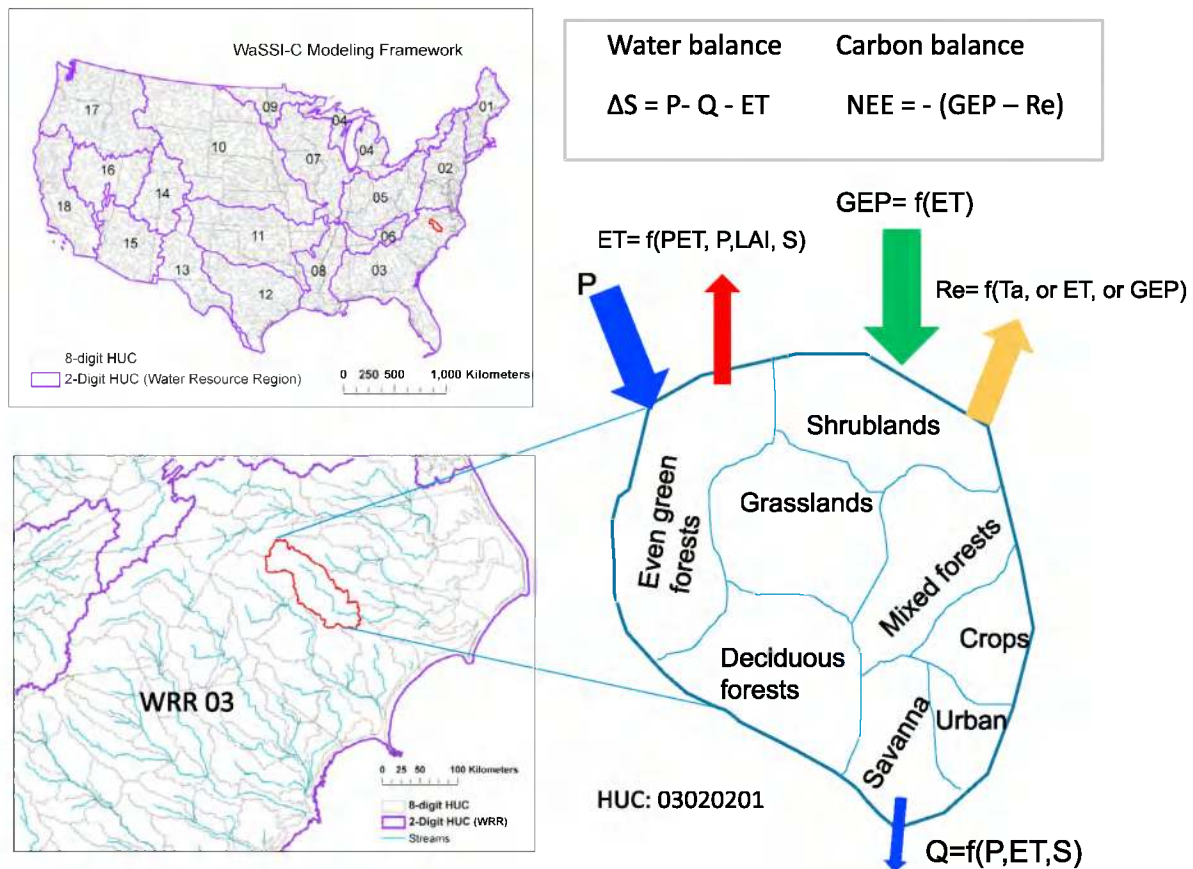 WaSSI-C Modeling Framework
17
09
01
04
10
04
07
16
02
14
05
18
11
06
15
13
08
03
12
8-digit HUC
2-Digit HUC (Water Resource Region)
0 250 500 1,000 Kilometers
Water balance Carbon balance
ΔS = P- Q - ET NEE = - (GEP – Re)
GEP= f(ET)
ET= f(PET, P,LAI, S)
P
Re= f(Ta, or ET, or GEP)
Shrublands
Grasslands
Even green
forests
Mixed forests
Crops
Deciduous
forests
Urban
Savanna
HUC: 03020201
Q=f(P,ET,S)
WRR 03
0 25 50 100 Kilometers
8-digit HUC
2-Digit HUC (WRR)
Streams